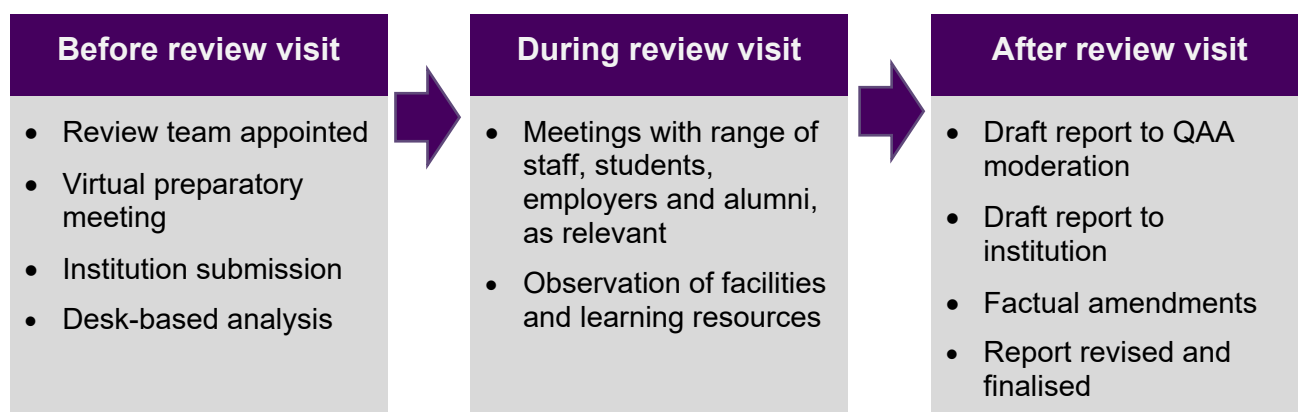 Before review visit
• Review team appointed
• Virtual preparatory
meeting
• Institution submission
• Desk-based analysis
During review visit
• Meetings with range of
staff, students,
employers and alumni,
as relevant
• Observation of facilities
and learning resources
After review visit
• Draft report to QAA
moderation
• Draft report to
institution
• Factual amendments
• Report revised and
finalised